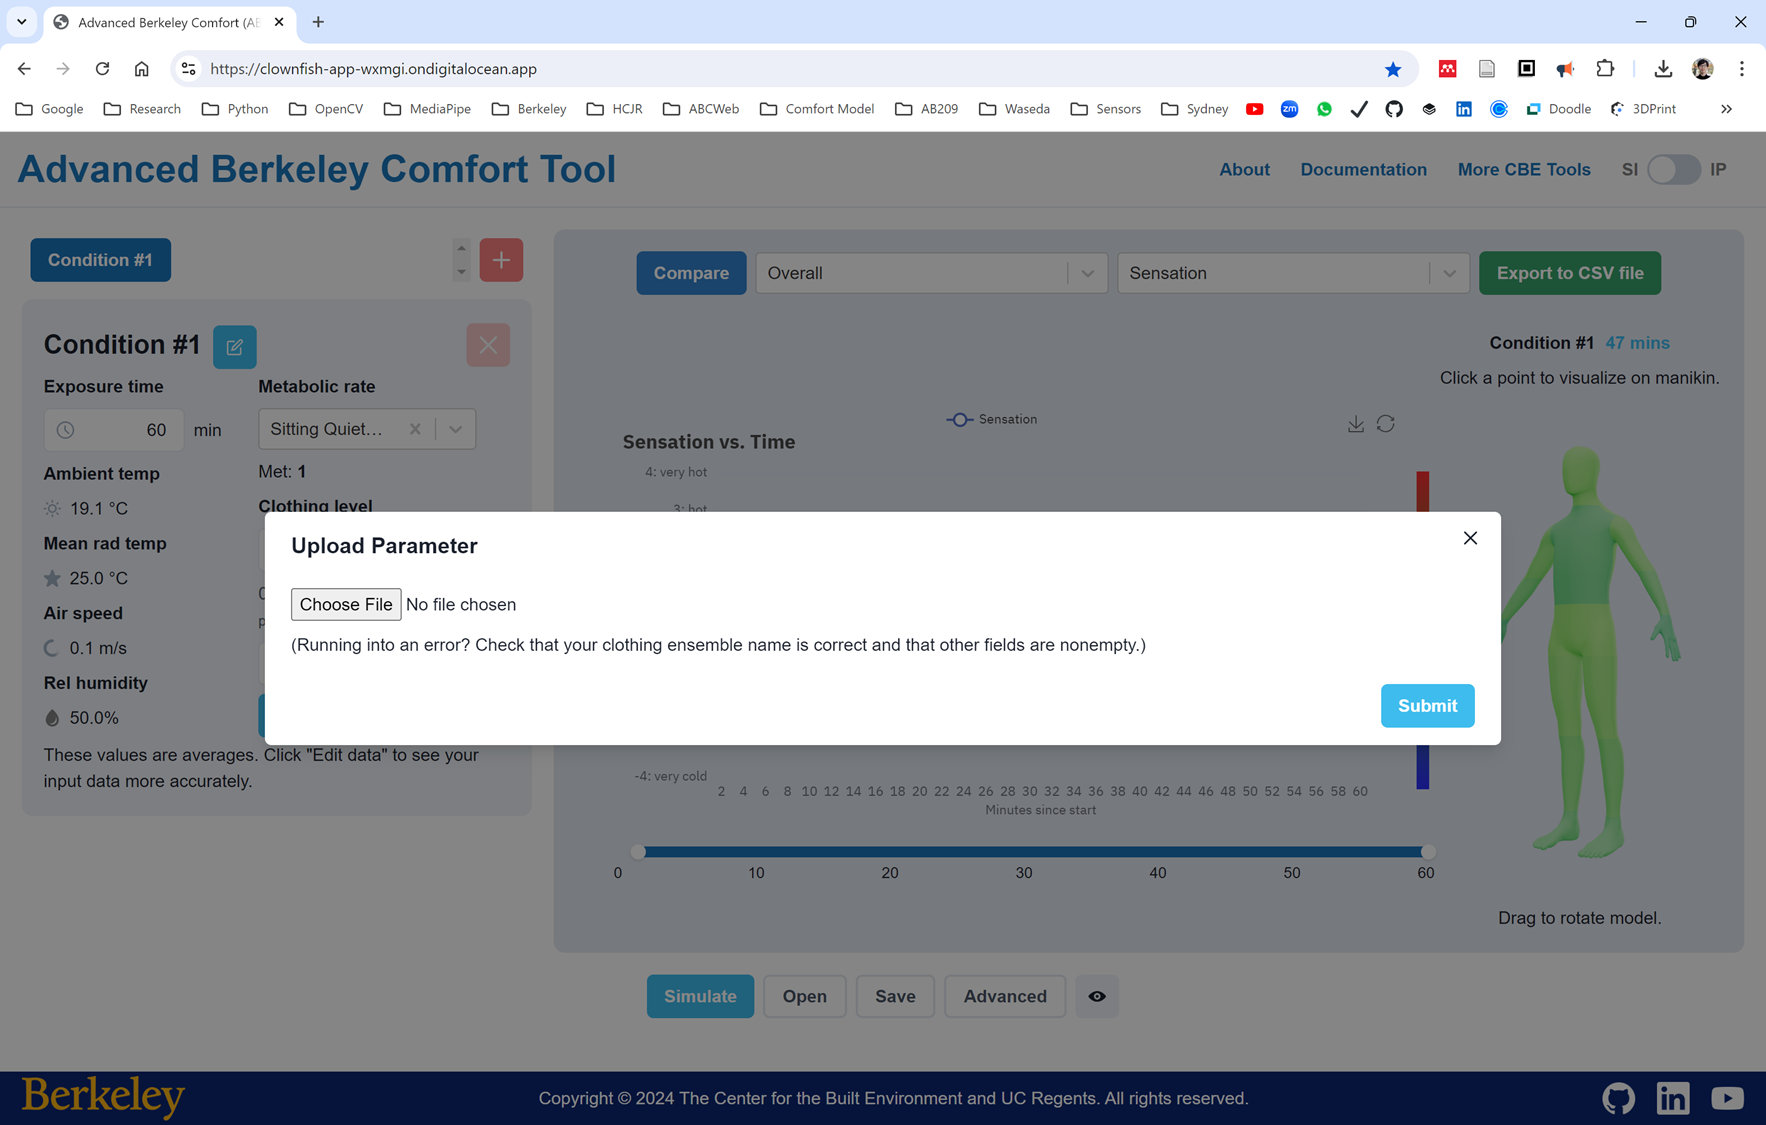 Advanced Berkeley Comfort (AB
https://clownfish-app-wxmgi.ondigitalocean.app
Google Research Python OpenCV MediaPipe Berkeley HCJR ABCWeb Comfort Model AB209 Waseda Sensors Sydney zm Doodle 3DPrint
Advanced Berkeley Comfort Tool
About Documentation More CBE Tools SI IP
Condition #1
Compare Overall Sensation Export to CSV file
Condition #1
Condition #1 47 mins
Click a point to visualize on manikin.
Exposure time Metabolic rate
60 min Sitting Quiet...
Sensation
Sensation vs. Time
Ambient temp Met: 1
4: very hot
19.1 °C Clothing level
3: hot
Mean rad temp
25.0 °C
Air speed
0.1 m/s
Rel humidity
50.0%
These values are averages. Click "Edit data" to see your
input data more accurately.
Upload Parameter
Choose File No file chosen
(Running into an error? Check that your clothing ensemble name is correct and that other fields are nonempty.)
Submit
-4: very cold
2 4 6 8 10 12 14 16 18 20 22 24 26 28 30 32 34 36 38 40 42 44 46 48 50 52 54 56 58 60
Minutes since start
0 10 20 30 40 50 60
Drag to rotate model.
Simulate Open Save Advanced
Berkeley
Copyright © 2024 The Center for the Built Environment and UC Regents. All rights reserved.
in